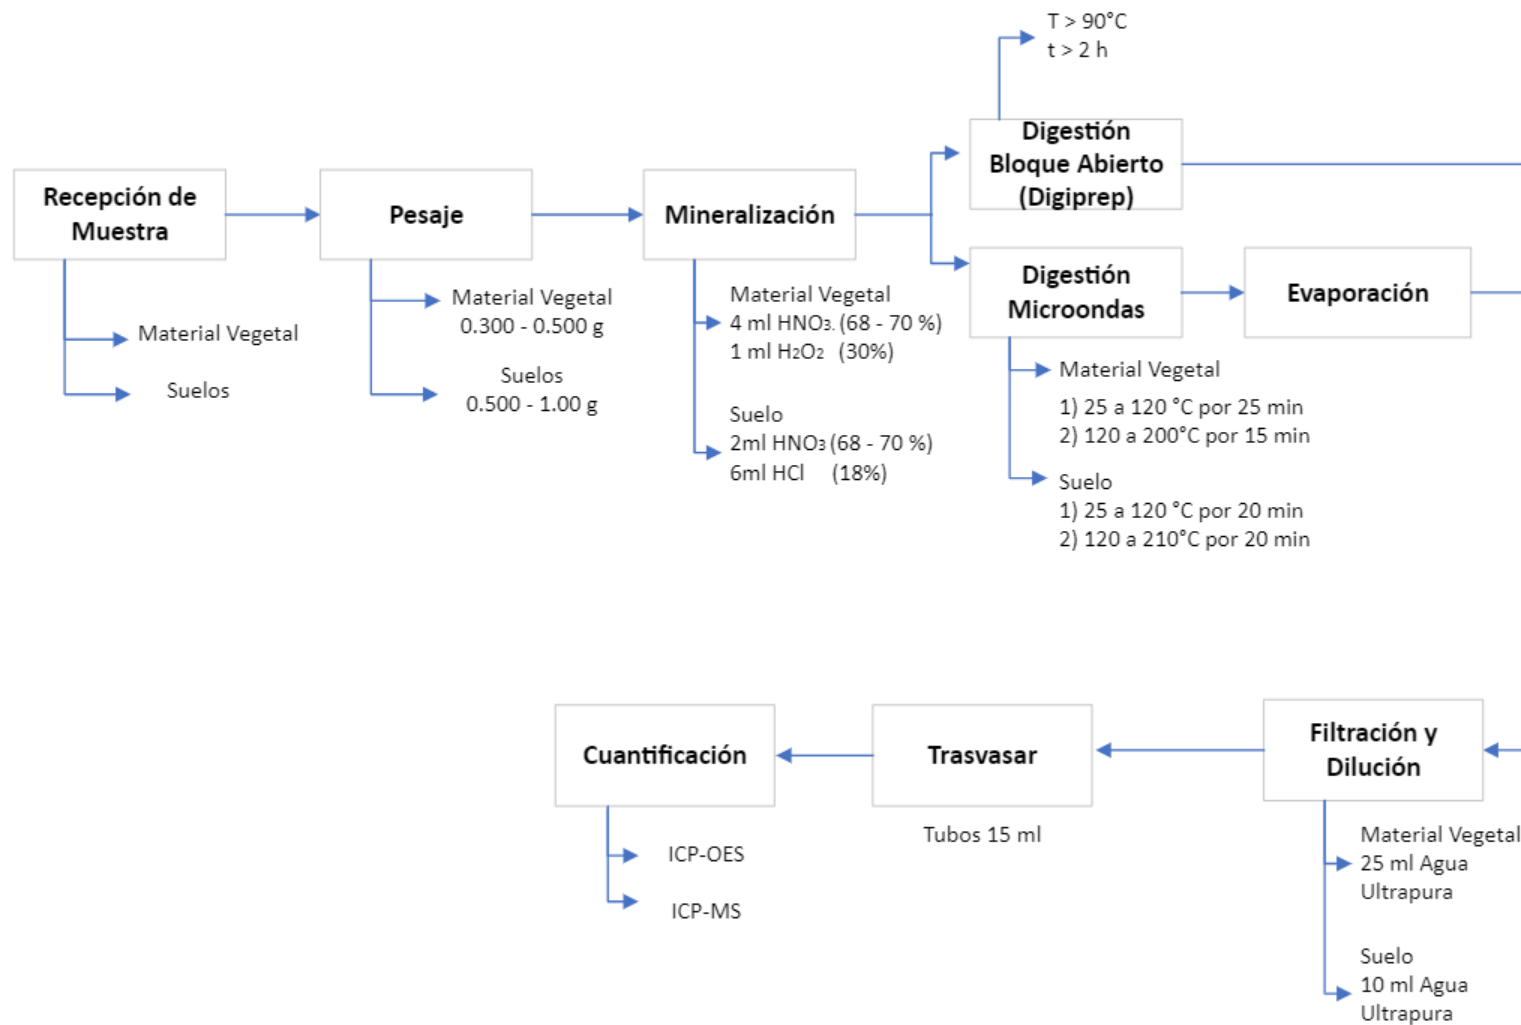 Recepción de
Muestra
Material Vegetal
Suelos
Pesaje
Material Vegetal
0.300 - 0.500 g
Suelos
0.500 - 1.00 g
Mineralización
Material Vegetal
4 ml HNO₃. (68 - 70 %)
1 ml H₂O₂ (30%)
Suelo
2ml HNO₃ (68 - 70 %)
6ml HCl (18%)
T > 90°C
t > 2 h
Digestión
Bloque Abierto
(Digiprep)
Digestión
Microondas
Material Vegetal
1) 25 a 120 °C por 25 min
2) 120 a 200°C por 15 min
Suelo
1) 25 a 120 °C por 20 min
2) 120 a 210°C por 20 min
Evaporación
Filtración y
Dilución
Material Vegetal
25 ml Agua
Ultrapura
Suelo
10 ml Agua
Ultrapura
Trasvasar
Tubos 15 ml
Cuantificación
ICP-OES
ICP-MS